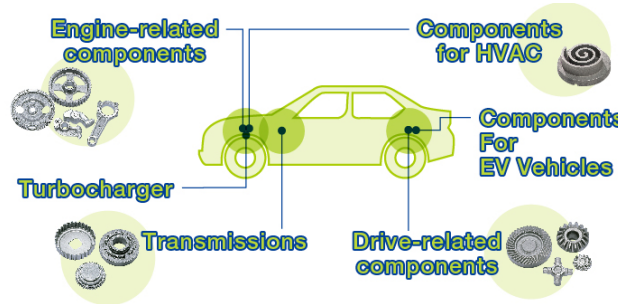 Engine-related
components
Components
for HVAC
Components
For
EV Vehicles
Turbocharger
Transmissions
Drive-related
components